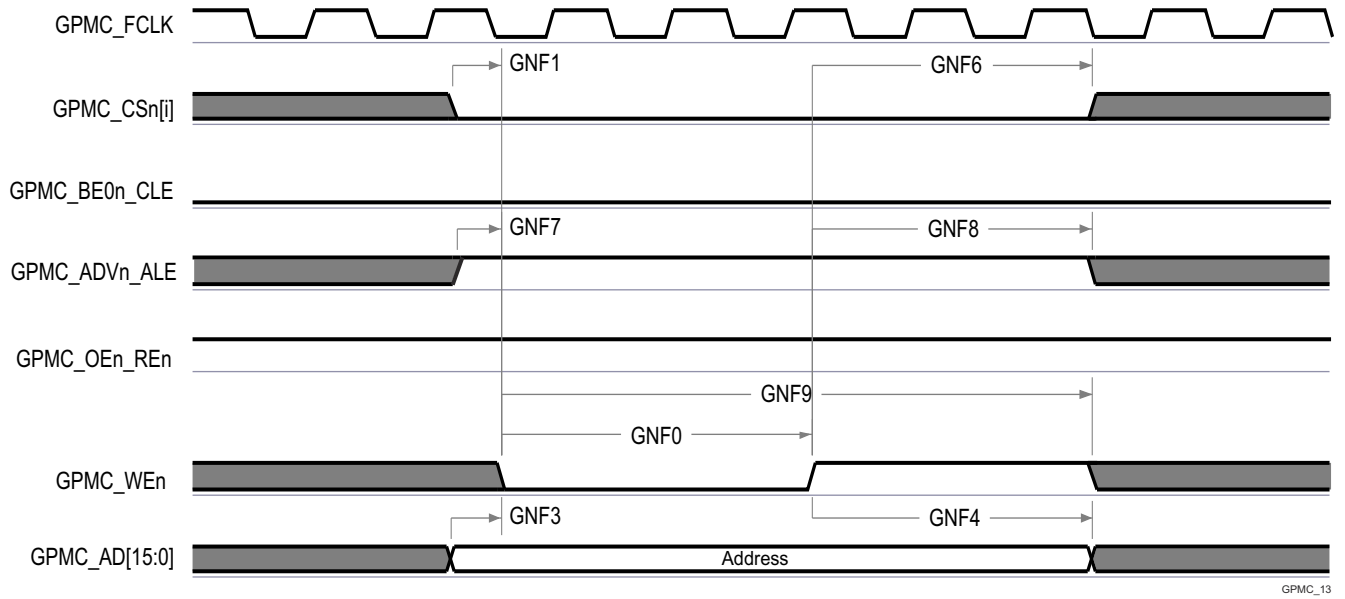 GPMC_FCLK
GNF1
GNF6
GPMC_CSn[i]
GPMC_BE0n_CLE
GNF7
GNF8
GPMC_ADVn_ALE
GPMC_OEn_REn
GNF9
GNF0
GPMC_WEn
GNF3
GNF4
GPMC_AD[15:0]
Address
GPMC_13